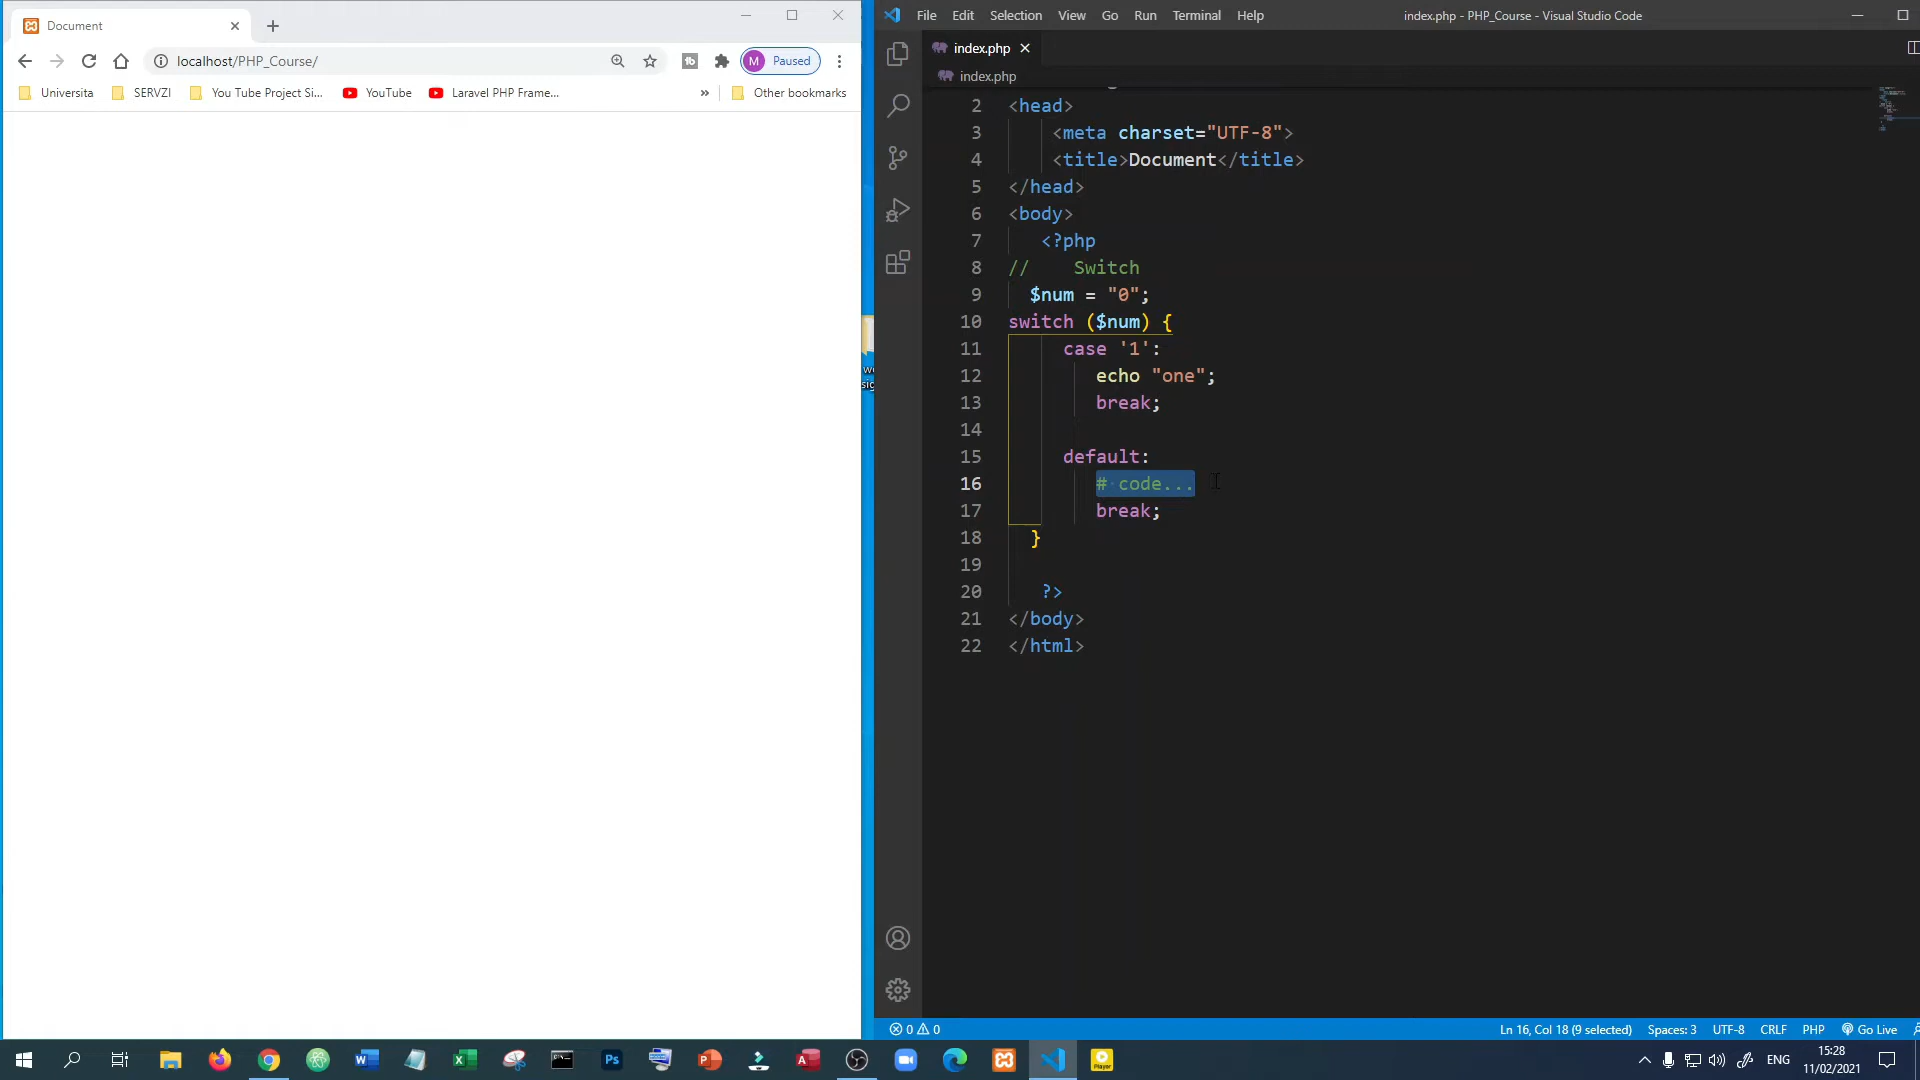 Document
localhost/PHP_Course/
M Paused
Universita SERVZI You Tube Project Si... YouTube Laravel PHP Frame... » Other bookmarks
File Edit Selection View Go Run Terminal Help index.php - PHP_Course - Visual Studio Code
index.php
index.php
2 <head>
3 <meta charset="UTF-8">
4 <title>Document</title>
5 </head>
6 <body>
7 <?php
8 // Switch
9 $num = "0";
10 switch ($num) {
11 case '1':
12 echo "one";
13 break;
14
15 default:
16 # code...
17 break;
18 }
19
20 ?>
21 </body>
22 </html>
0 0 Ln 16, Col 18 (9 selected) Spaces: 3 UTF-8 CRLF PHP Go Live
Ps
ENG
15:28
11/02/2021